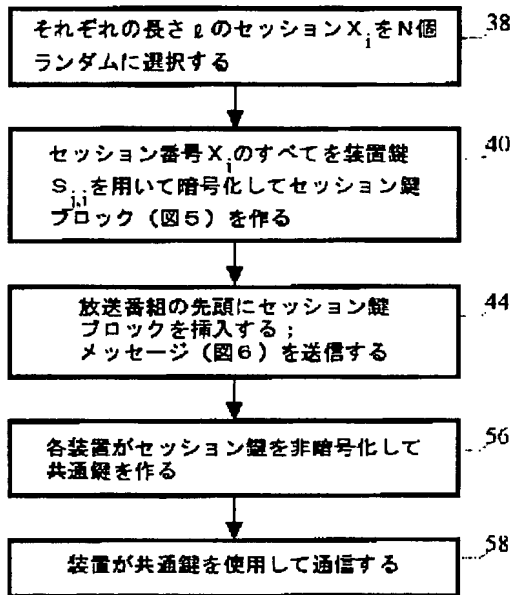 それぞれの長さℓのセッションXiをN個
ランダムに選択する
38
セッション番号Xiのすべてを装置鍵
Sj,iを用いて暗号化してセッション鍵
ブロック（図5）を作る
40
放送番組の先頭にセッション鍵
ブロックを挿入する；
メッセージ（図6）を送信する
44
各装置がセッション鍵を非暗号化して
共通鍵を作る
56
装置が共通鍵を使用して通信する
58